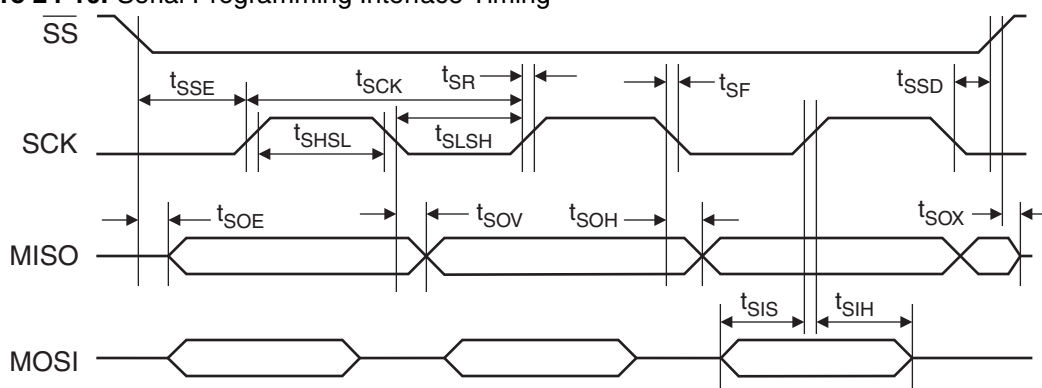 Serial Programming Interface Timing
SS
tSSE
tSCK
tSR
tSF
tSSD
SCK
tSHSL
tSLSH
tSOE
tSOV
tSOH
tSOX
MISO
tSIS
tSIH
MOSI